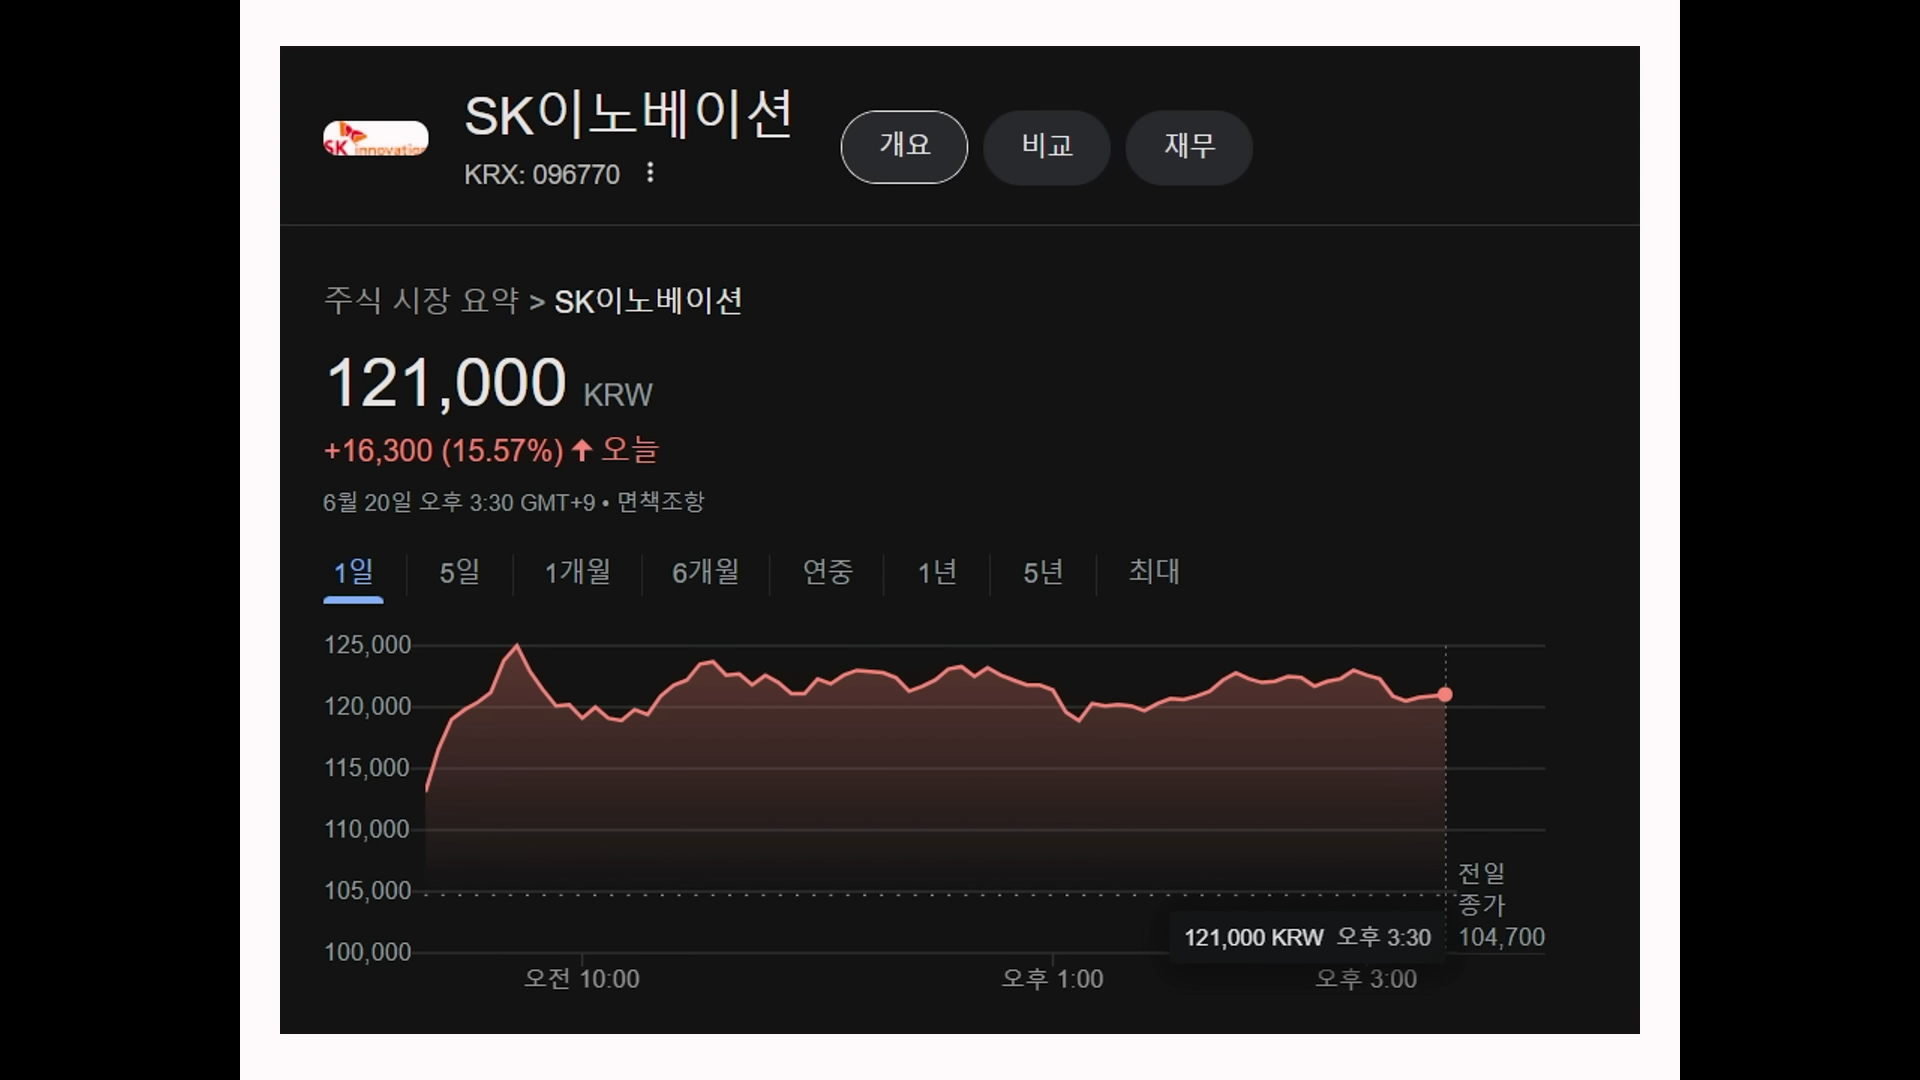 SK innovation
SK이노베이션
KRX: 096770
개요
비교
재무
주식 시장 요약 > SK이노베이션
121,000 KRW
+16,300 (15.57%) ↑ 오늘
6월 20일 오후 3:30 GMT+9 • 면책조항
1일 5일 1개월 6개월 연중 1년 5년 최대
125,000
120,000
115,000
110,000
105,000
100,000
전일
종가
104,700
121,000 KRW 오후 3:30
오전 10:00 오후 1:00 오후 3:00